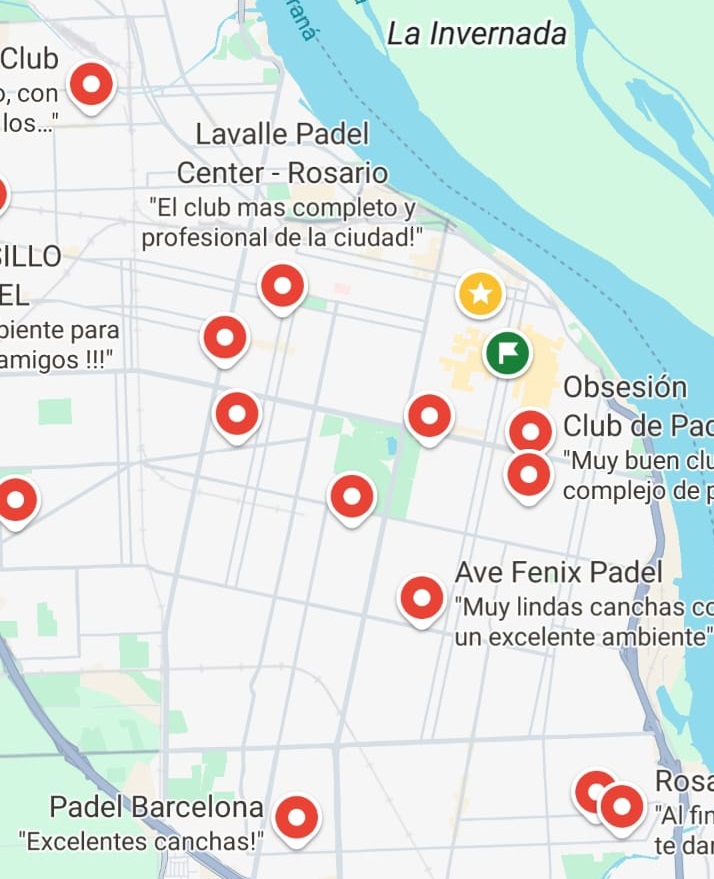 raná
La Invernada
Club
o, con
los..."
Lavalle Padel
Center - Rosario
"El club mas completo y
profesional de la ciudad!"
SILLO
EL
biente para
amigos !!!"
Obsesión
Club de Pad
"Muy buen clu
complejo de p
Ave Fenix Padel
"Muy lindas canchas co
un excelente ambiente"
Padel Barcelona
"Excelentes canchas!"
Rosa
"Al fin
te dar